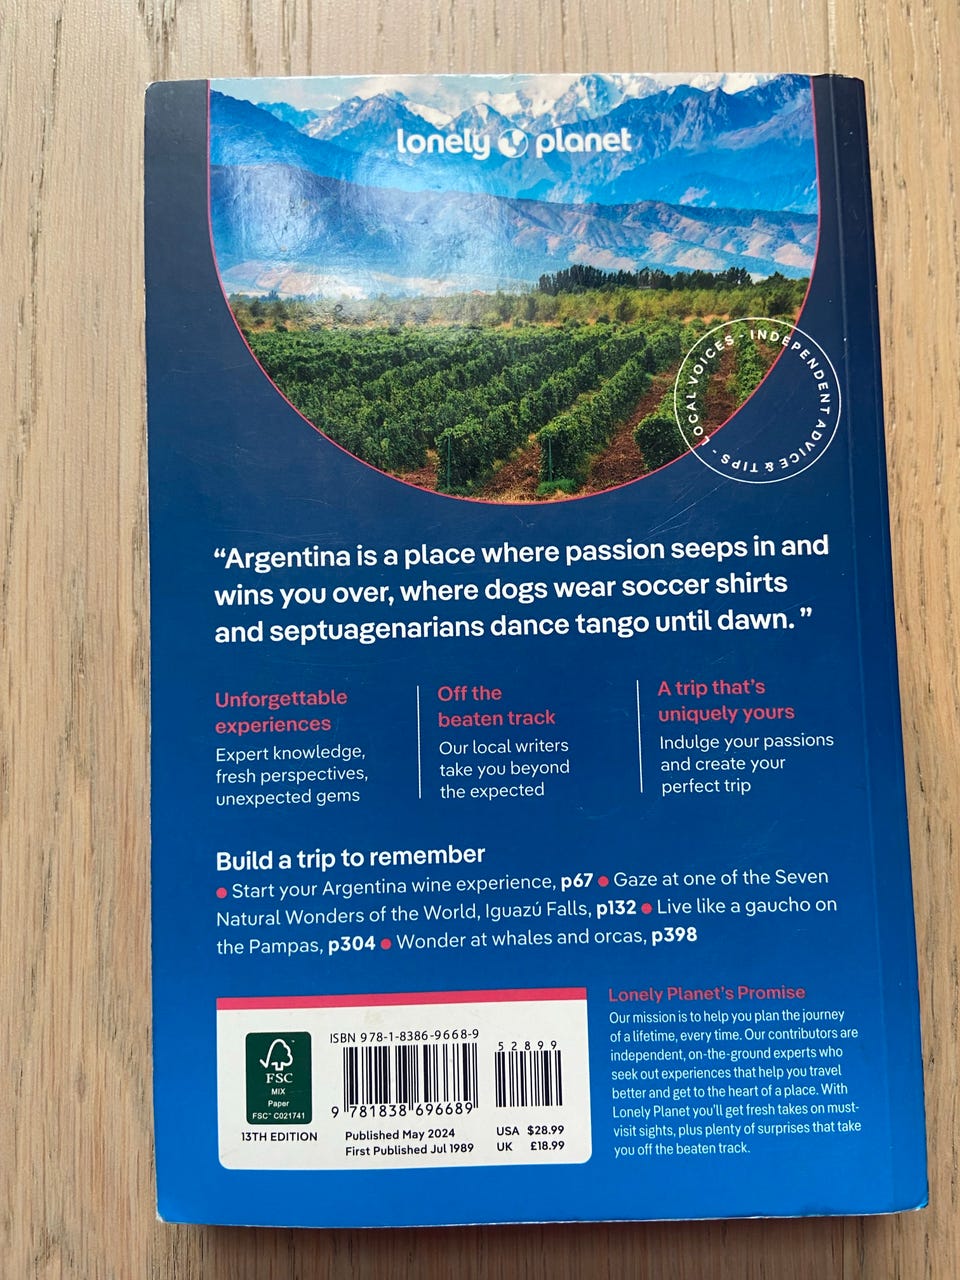 lonely planet
LOCAL VOICES - INDEPENDENT ADVICE & TIPS -
“Argentina is a place where passion seeps in and
wins you over, where dogs wear soccer shirts
and septuagenarians dance tango until dawn. ”
Unforgettable
experiences
Expert knowledge,
fresh perspectives,
unexpected gems
Off the
beaten track
Our local writers
take you beyond
the expected
A trip that's
uniquely yours
Indulge your passions
and create your
perfect trip
Build a trip to remember
● Start your Argentina wine experience, p67 ● Gaze at one of the Seven
Natural Wonders of the World, Iguazú Falls, p132 ● Live like a gaucho on
the Pampas, p304 ● Wonder at whales and orcas, p398
FSC
MIX
Paper
FSC™ C021741
13TH EDITION
ISBN 978-1-8386-9668-9
52899
9 781838 696689
Published May 2024
First Published Jul 1989
USA $28.99
UK £18.99
Lonely Planet's Promise
Our mission is to help you plan the journey
of a lifetime, every time. Our contributors are
independent, on-the-ground experts who
seek out experiences that help you travel
better and get to the heart of a place. With
Lonely Planet you'll get fresh takes on must-
visit sights, plus plenty of surprises that take
you off the beaten track.